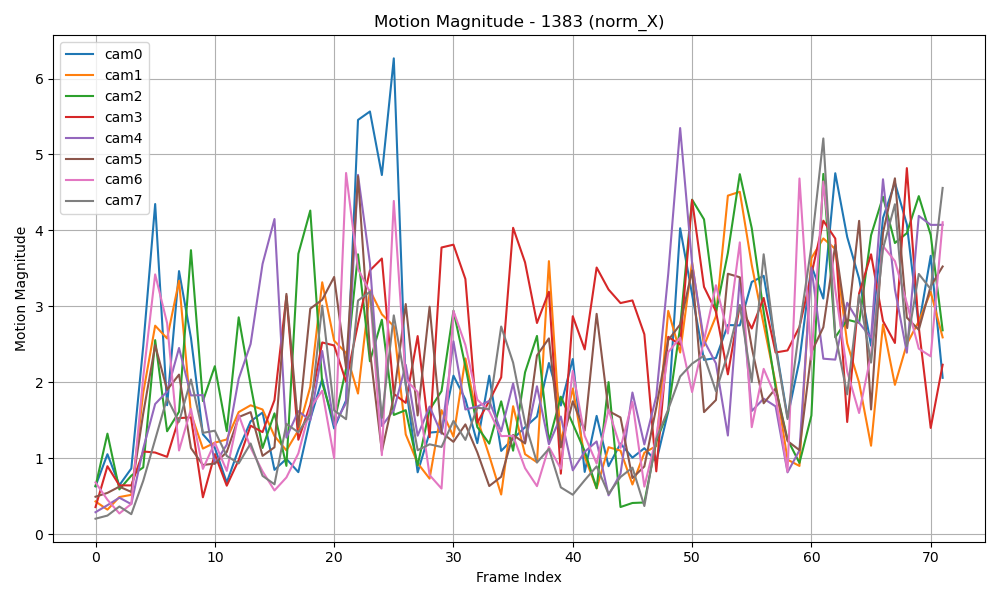 Motion Magnitude - 1383 (norm_X)
cam0
cam1
cam2
cam3
cam4
cam5
cam6
cam7
Motion Magnitude
6
5
4
3
2
1
0
0 10 20 30 40 50 60 70
Frame Index